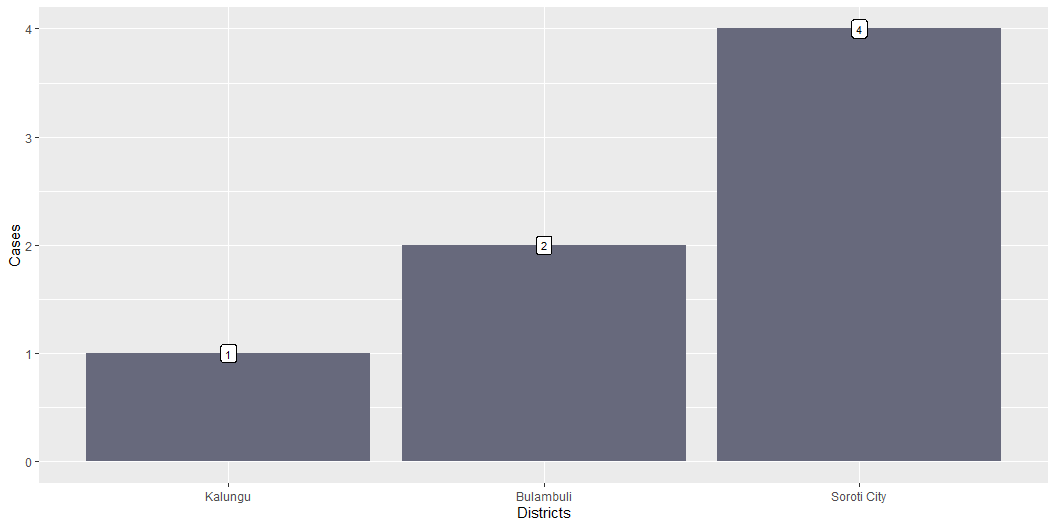 Cases
4
3
2
1
0
1
2
4
Kalungu
Bulambuli
Soroti City
Districts